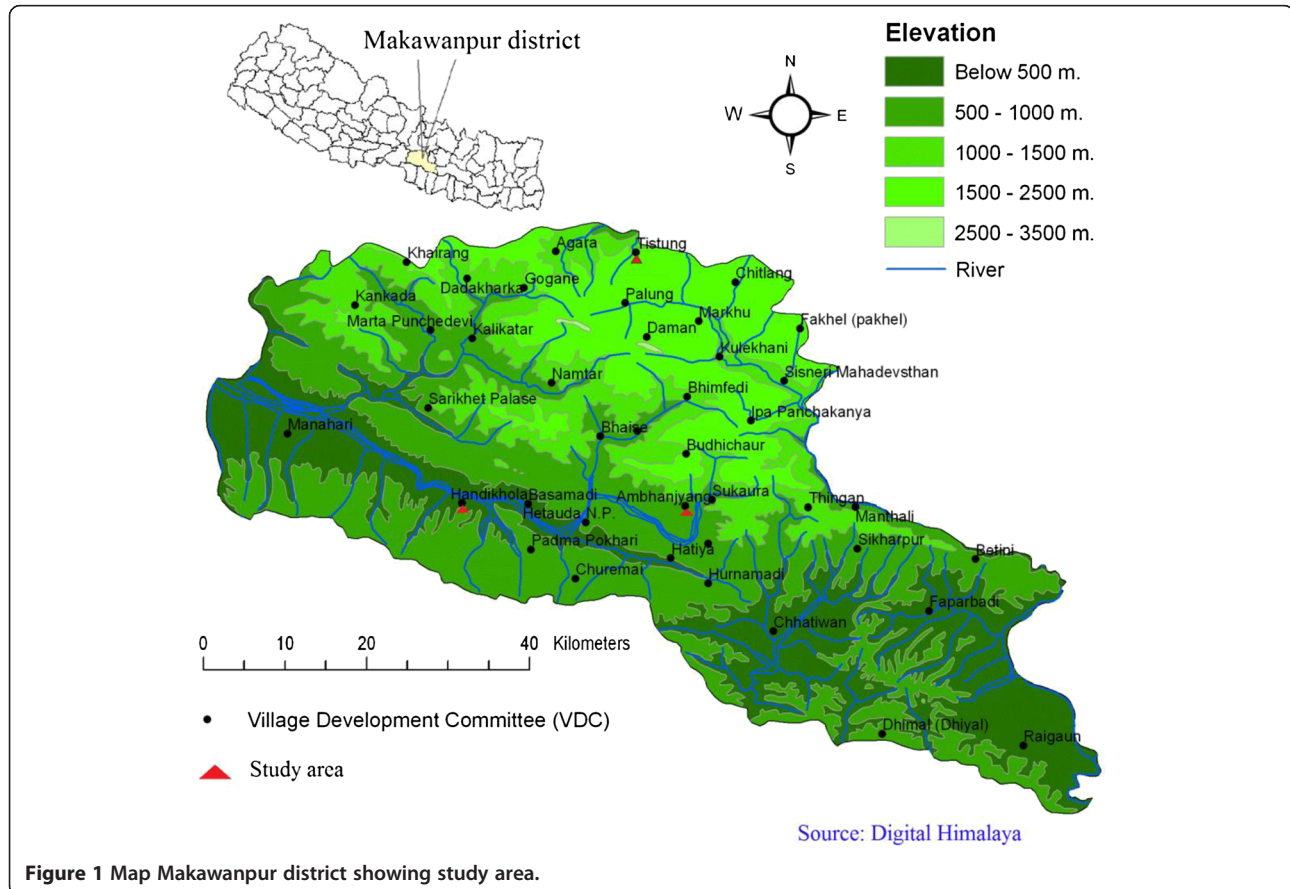 Makawanpur district
N
W
E
S
Elevation
Below 500 m.
500 - 1000 m.
1000 - 1500 m.
1500 - 2500 m.
2500 - 3500 m.
River
Khairang
Agara
Tistung
Dadakharka
Gogane
Chitlang
Kankada
Palung
Marta Punchedevi
Kalikatar
Markhu
Daman
Fakhel (pakhel)
Kulekhani
Namtar
Sisneri Mahadevsthan
Sarikhet Palase
Bhimfedi
Ipa Panchakanya
Manahari
Bhaise
Budhichaur
Handikhola
Basamadi
Ambhanjyang
Sukaura
Thingan
Hetauda N.P.
Manthali
Padma Pokhari
Hatiya
Sikharpur
Betini
Churemai
Hurnamadi
Faparbadi
Chhatiwan
Dhimal (Dhiyal)
Raigaun
0 10 20 40 Kilometers
Village Development Committee (VDC)
Study area
Source: Digital Himalaya
Figure 1 Map Makawanpur district showing study area.